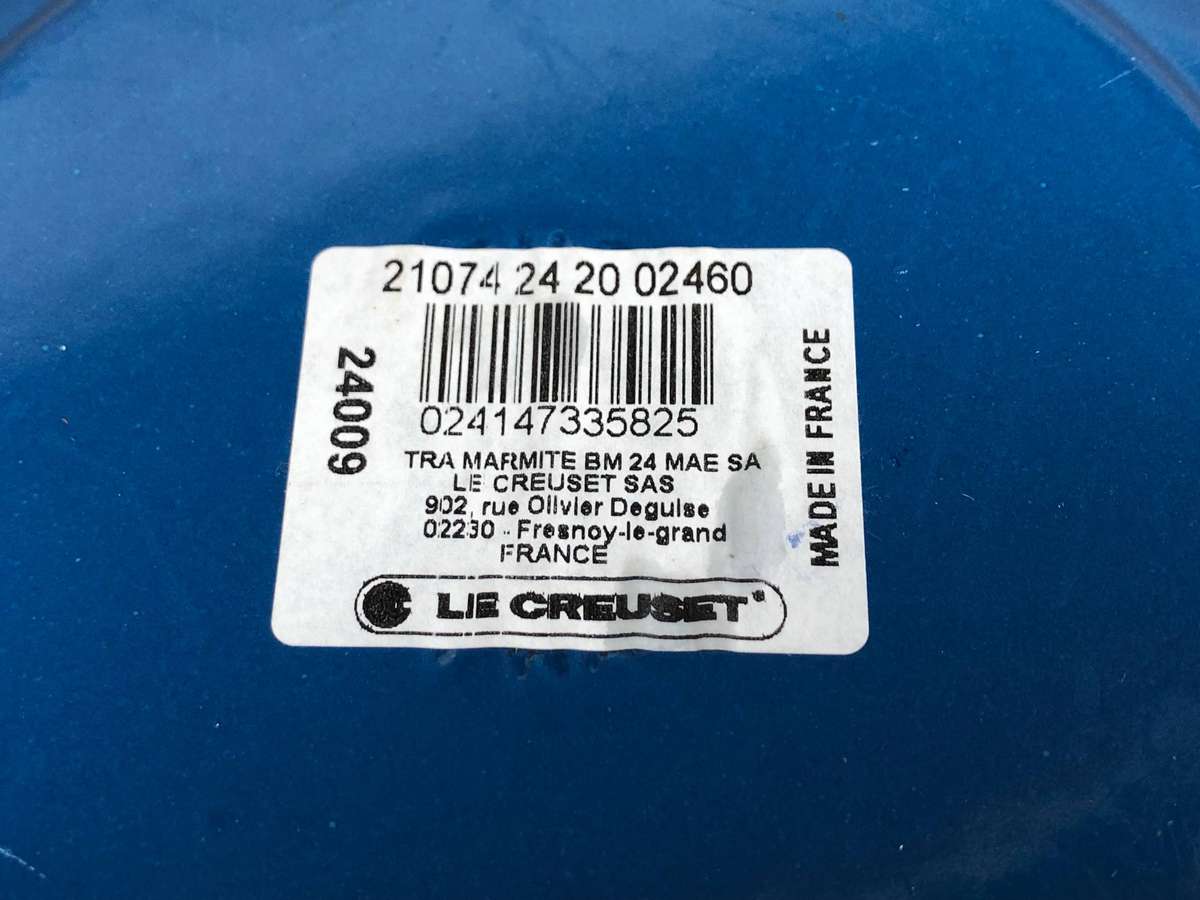 21074 24 20 02460
024147335825
24009
TRA MARMITE BM 24 MAE SA
LE CREUSET SAS
902, rue Olivier Deguise
02230 - Fresnoy-le-grand
FRANCE
LE CREUSET®
MADE IN FRANCE